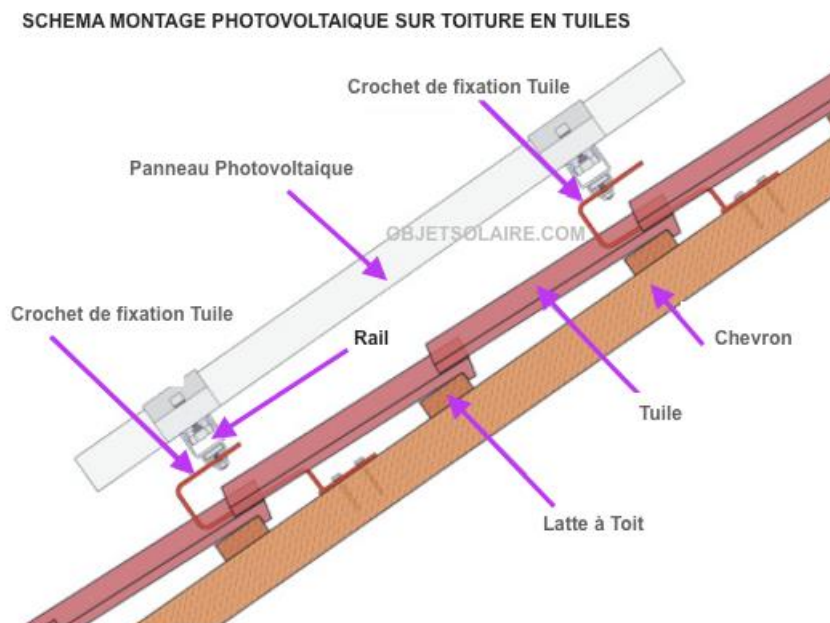 SCHEMA MONTAGE PHOTOVOLTAIQUE SUR TOITURE EN TUILES
Crochet de fixation Tuile
Panneau Photovoltaique
OBJETSOLAIRE.COM
Crochet de fixation Tuile
Rail
Chevron
Tuile
Latte à Toit